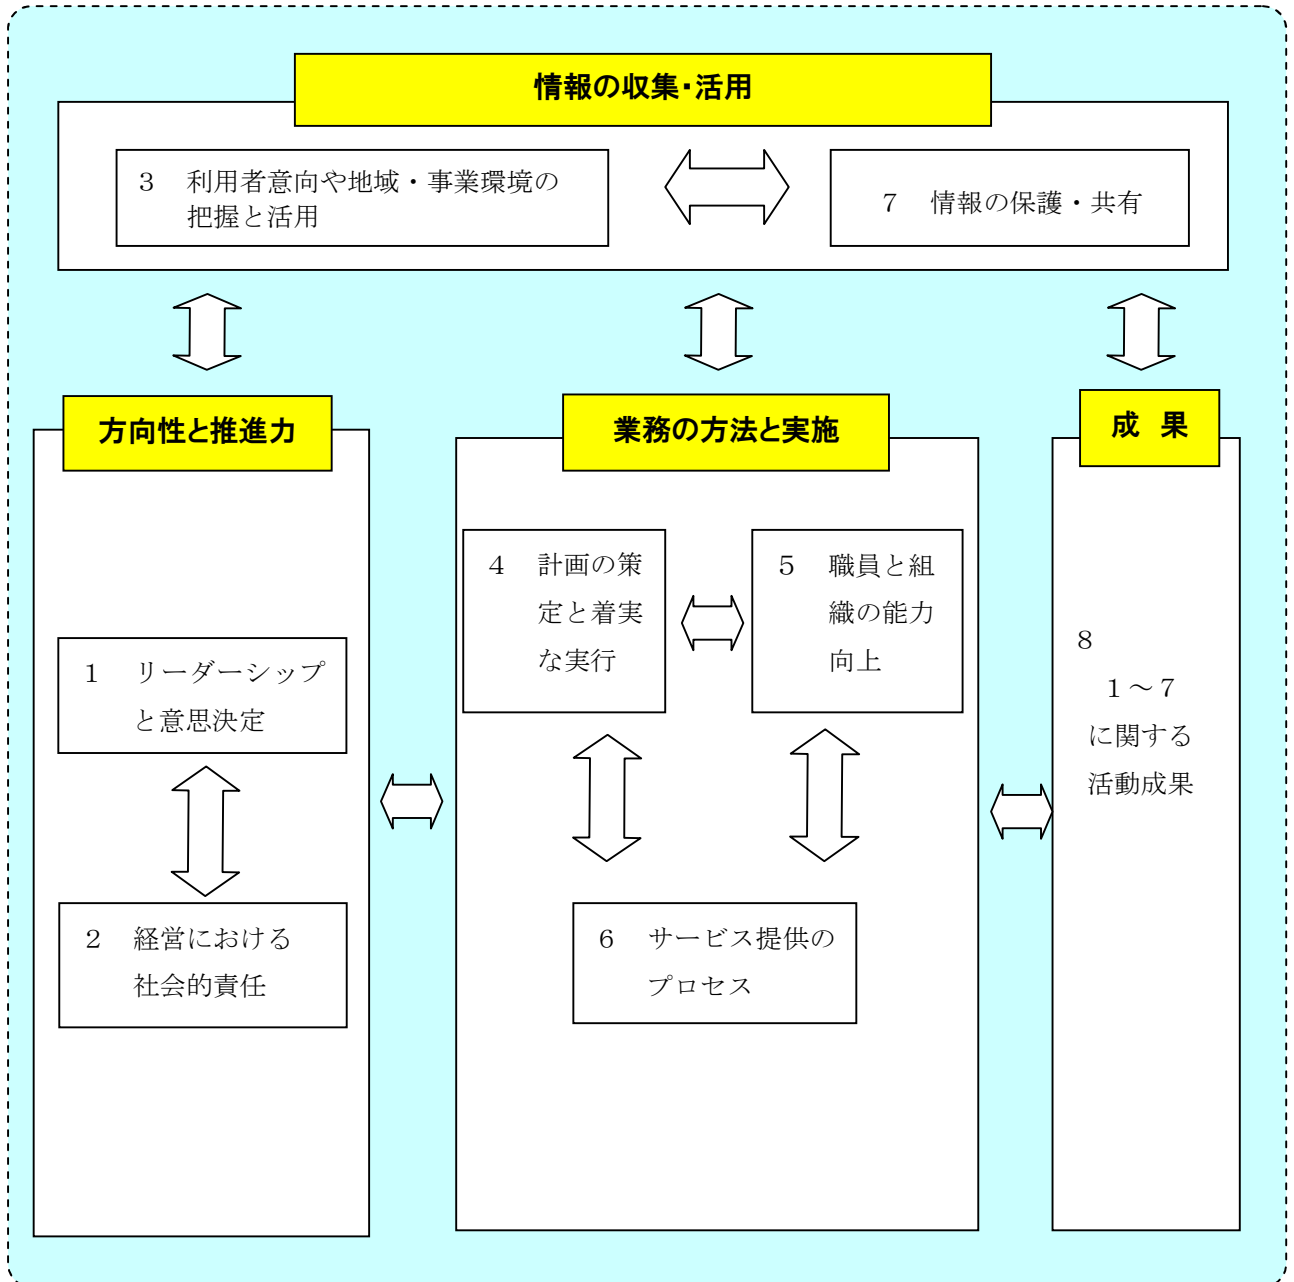 情報の収集・活用
３　利用者意向や地域・事業環境の
把握と活用
７　情報の保護・共有
方向性と推進力
１　リーダーシップ
と意思決定
２　経営における
社会的責任
業務の方法と実施
４　計画の策
定と着実
な実行
５　職員と組
織の能力
向上
６　サービス提供の
プロセス
成　果
８
１～７
に関する
活動成果